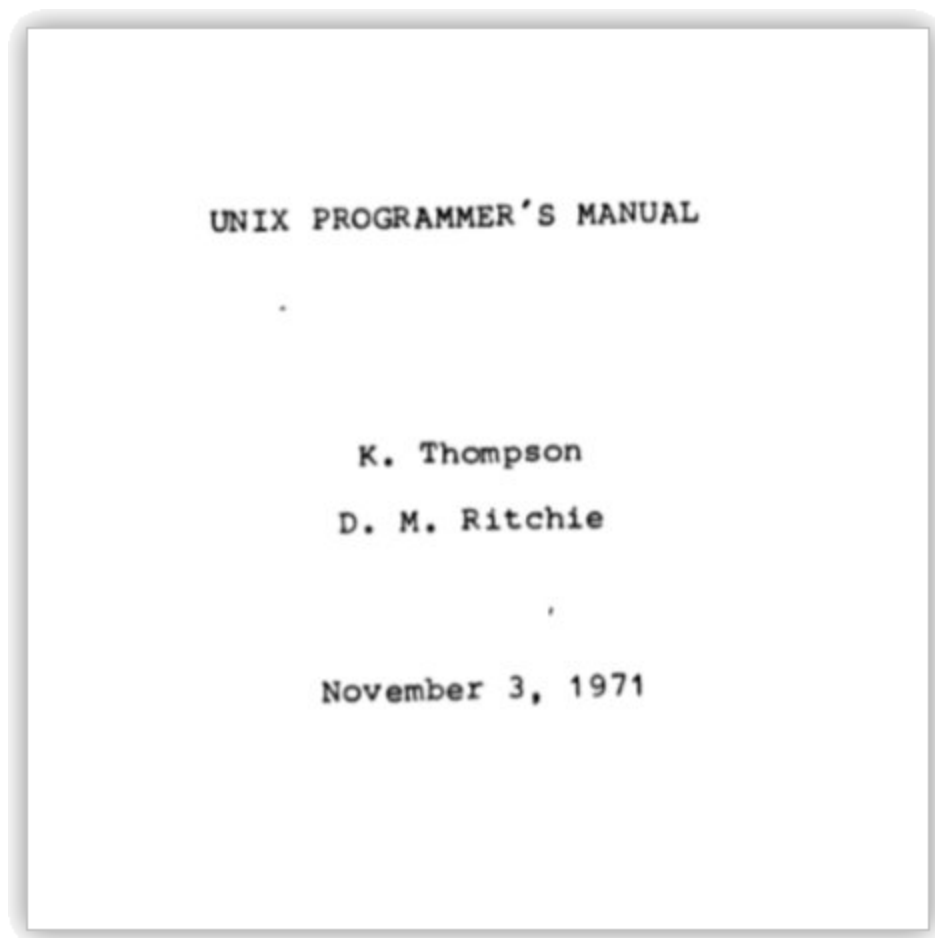 UNIX PROGRAMMER´S MANUAL
K. Thompson
D. M. Ritchie
November 3, 1971